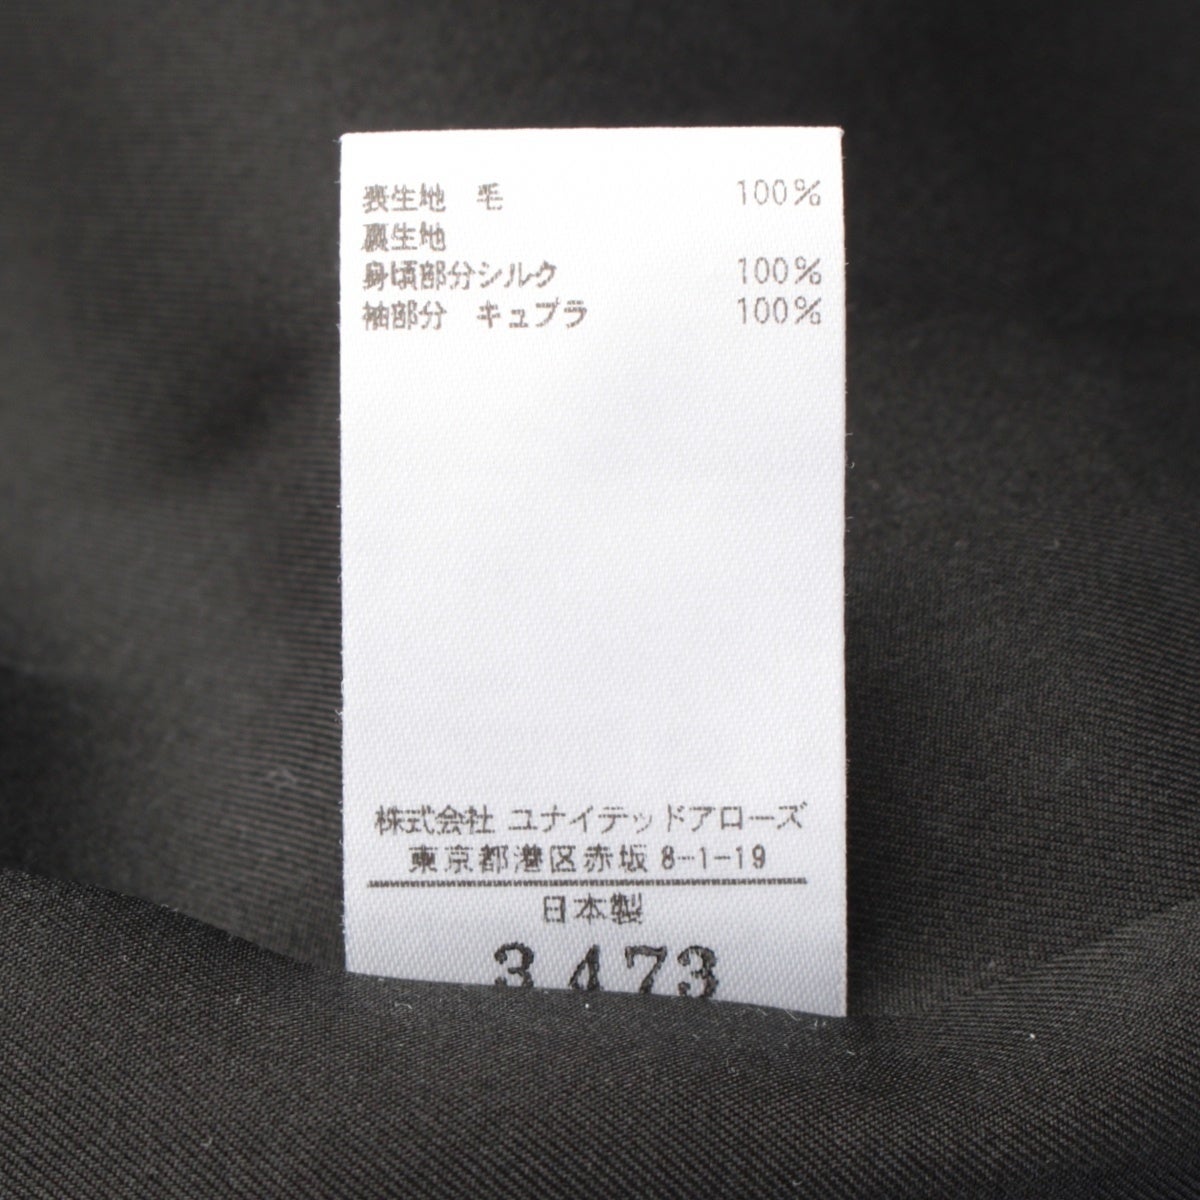 表生地 毛 100%
裏生地
身頃部分シルク 100%
袖部分 キュプラ 100%
株式会社 ユナイテッドアローズ
東京都港区赤坂 8-1-19
日本製
3473